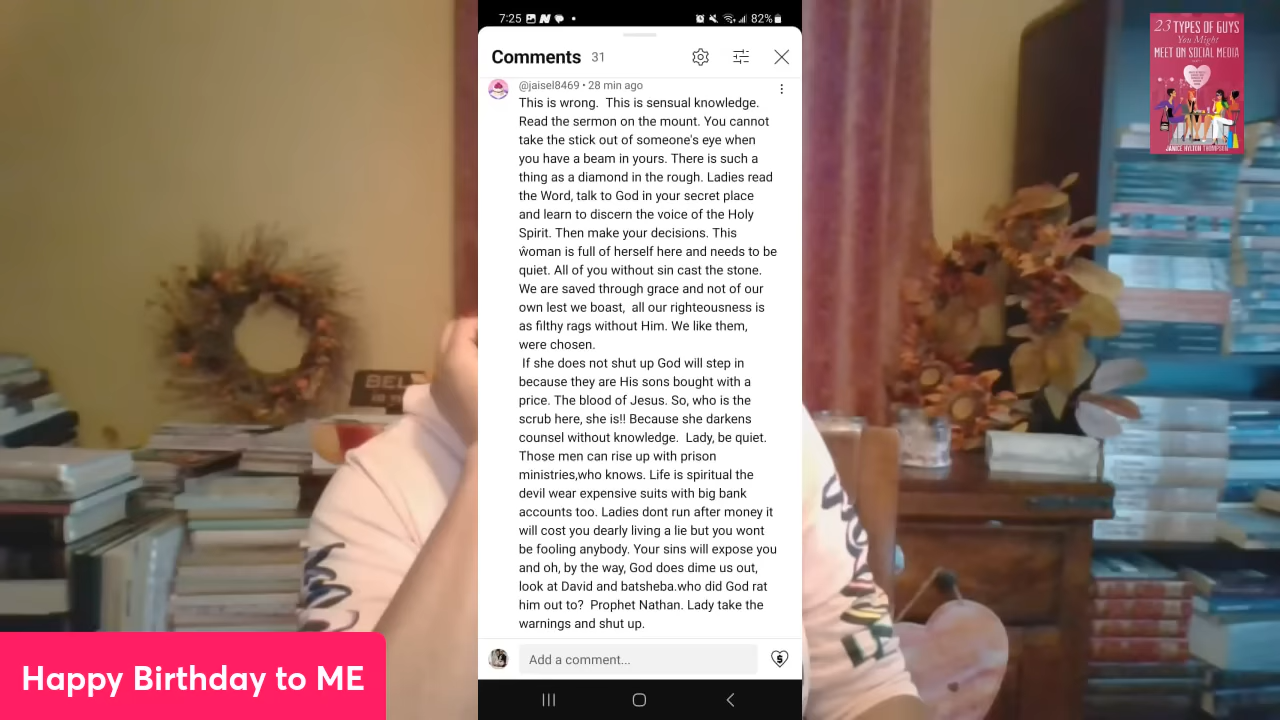 7:25
82%
Comments 31
@jaisel8469 • 28 min ago
This is wrong.  This is sensual knowledge.
Read the sermon on the mount. You cannot
take the stick out of someone's eye when
you have a beam in yours. There is such a
thing as a diamond in the rough. Ladies read
the Word, talk to God in your secret place
and learn to discern the voice of the Holy
Spirit. Then make your decisions. This
ẘoman is full of herself here and needs to be
quiet. All of you without sin cast the stone.
We are saved through grace and not of our
own lest we boast,  all our righteousness is
as filthy rags without Him. We like them,
were chosen.
If she does not shut up God will step in
because they are His sons bought with a
price. The blood of Jesus. So, who is the
scrub here, she is!! Because she darkens
counsel without knowledge.  Lady, be quiet.
Those men can rise up with prison
ministries,who knows. Life is spiritual the
devil wear expensive suits with big bank
accounts too. Ladies dont run after money it
will cost you dearly living a lie but you wont
be fooling anybody. Your sins will expose you
and oh, by the way, God does dime us out,
look at David and batsheba.who did God rat
him out to?  Prophet Nathan. Lady take the
warnings and shut up.
Add a comment...
23 TYPES OF GUYS
You Might
MEET ON SOCIAL MEDIA
JANICE HYLTON THOMPSON
BEL
Happy Birthday to ME